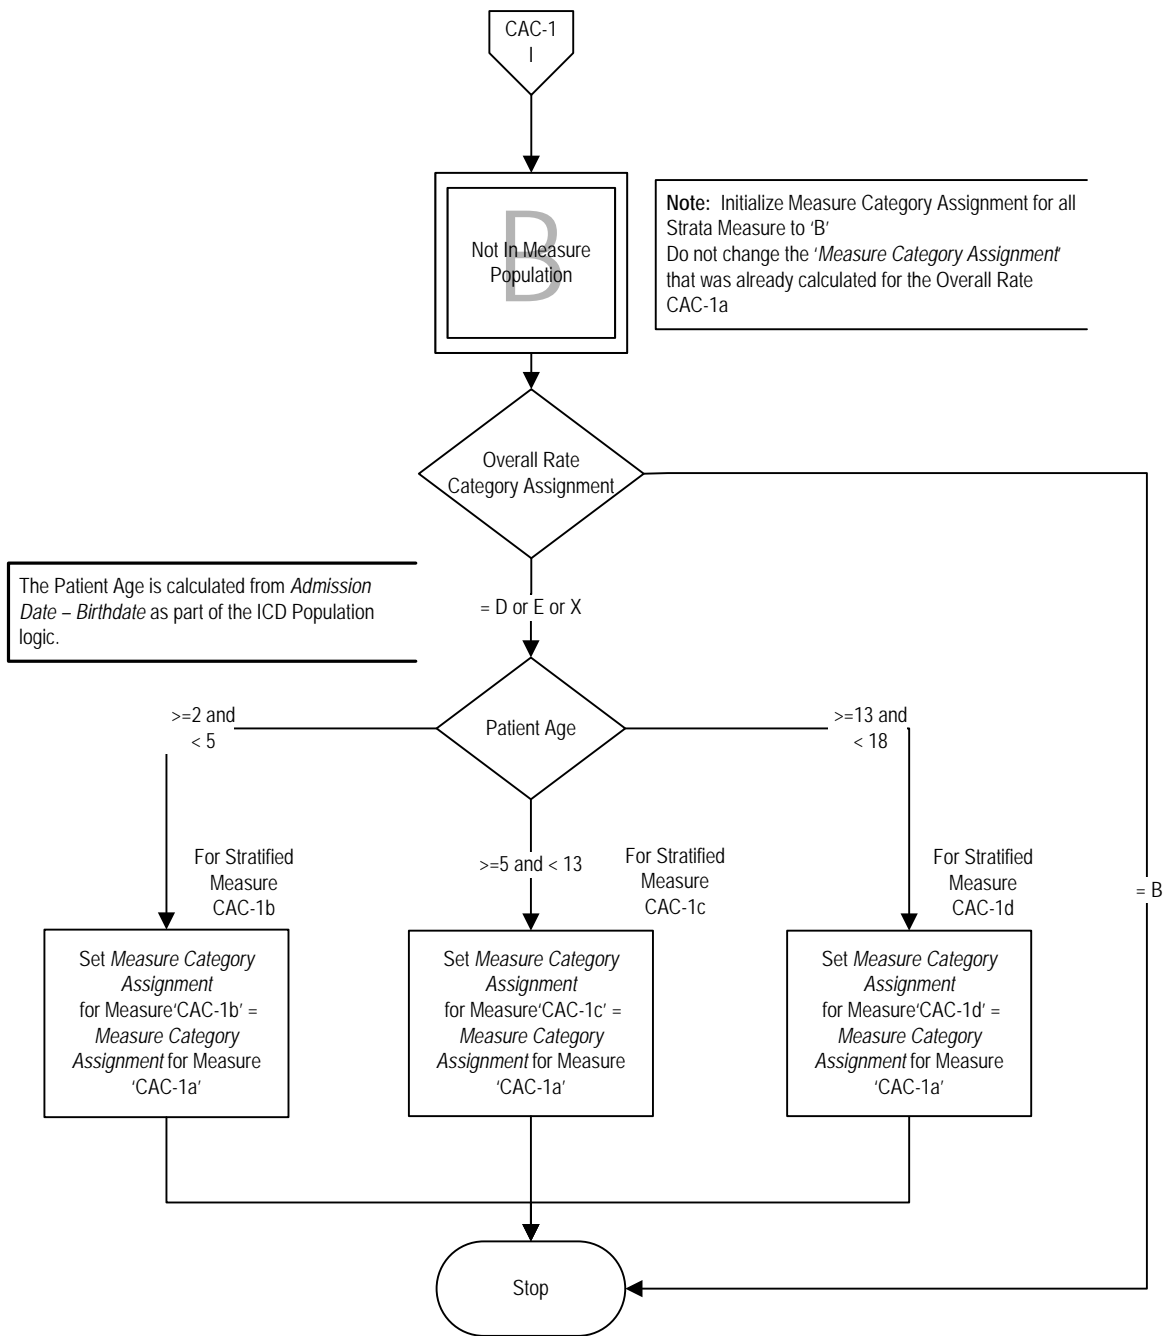 CAC-1
I
B
Not In Measure
Population
Note: Initialize Measure Category Assignment for all
Strata Measure to ‘B’
Do not change the ‘Measure Category Assignment’
that was already calculated for the Overall Rate
CAC-1a
Overall Rate
Category Assignment
The Patient Age is calculated from Admission
Date – Birthdate as part of the ICD Population
logic.
= D or E or X
Patient Age
>=2 and
< 5
>=13 and
< 18
>=5 and < 13
For Stratified
Measure
CAC-1b
For Stratified
Measure
CAC-1c
For Stratified
Measure
CAC-1d
= B
Set Measure Category
Assignment
for Measure‘CAC-1b’ =
Measure Category
Assignment for Measure
‘CAC-1a’
Set Measure Category
Assignment
for Measure‘CAC-1c’ =
Measure Category
Assignment for Measure
‘CAC-1a’
Set Measure Category
Assignment
for Measure‘CAC-1d’ =
Measure Category
Assignment for Measure
‘CAC-1a’
Stop